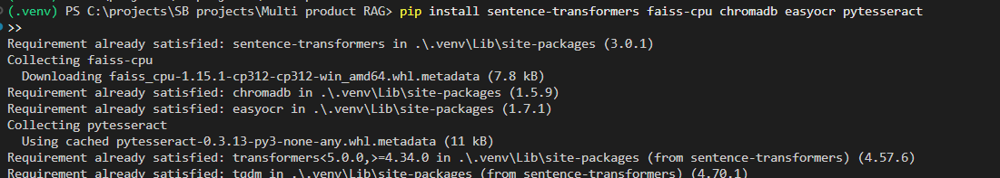 (.venv) PS C:\projects\SB projects\Multi product RAG> pip install sentence-transformers faiss-cpu chromadb easyocr pytesseract
>>
Requirement already satisfied: sentence-transformers in .\.venv\Lib\site-packages (3.0.1)
Collecting faiss-cpu
  Downloading faiss_cpu-1.15.1-cp312-cp312-win_amd64.whl.metadata (7.8 kB)
Requirement already satisfied: chromadb in .\.venv\Lib\site-packages (1.5.9)
Requirement already satisfied: easyocr in .\.venv\Lib\site-packages (1.7.1)
Collecting pytesseract
  Using cached pytesseract-0.3.13-py3-none-any.whl.metadata (11 kB)
Requirement already satisfied: transformers<5.0.0,>=4.34.0 in .\.venv\Lib\site-packages (from sentence-transformers) (4.57.6)
Requirement already satisfied: tqdm in .\.venv\Lib\site-packages (from sentence-transformers) (4.70.1)